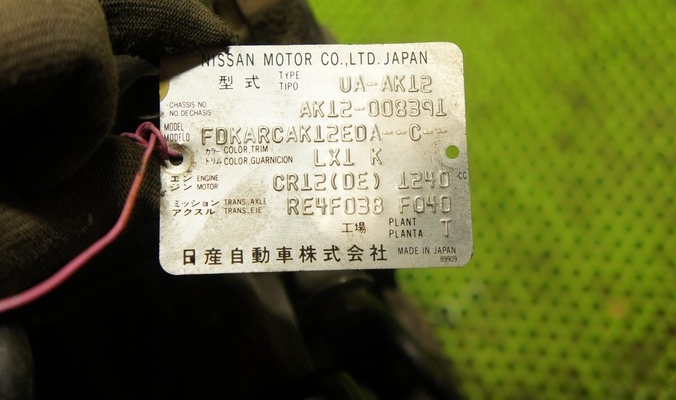 NISSAN MOTOR CO.,LTD. JAPAN
型式 TYPE TIPO UA-AK12
CHASSIS NO NO.DE CHASIS AK12-008391
MODEL MODELO FDKARCAK12EDA--C--
カラー COLOR,TRIM
トリム COLOR,GUARNICION LX1 K
エンジン ENGINE MOTOR CR12(DE) 1240 CC
ミッション TRANS. AXLE
アクスル TRANS. EJE RE4F03B F040
工場 PLANT PLANTA T
日産自動車株式会社 MADE IN JAPAN
89909